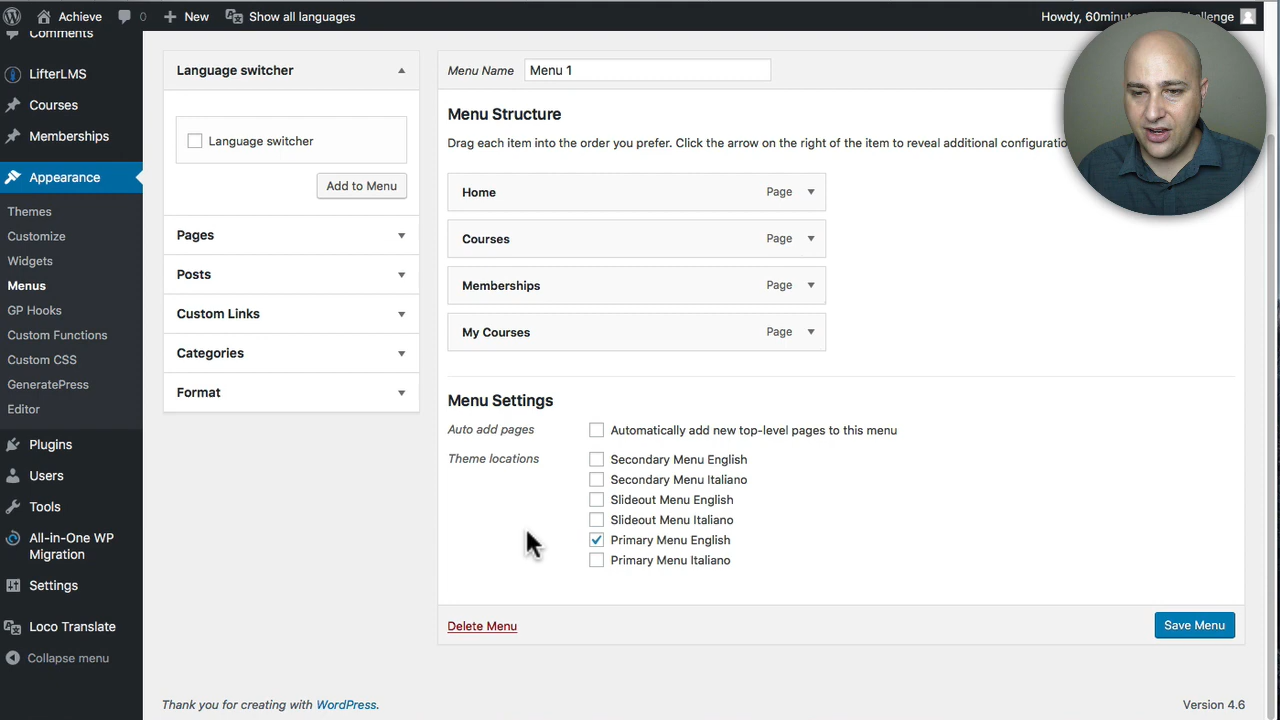 Achieve 0 New Show all languages Howdy, 60minut
Comments
LifterLMS
Courses
Memberships
Appearance
Themes
Customize
Widgets
Menus
GP Hooks
Custom Functions
Custom CSS
GeneratePress
Editor
Plugins
Users
Tools
All-in-One WP
Migration
Settings
Loco Translate
Collapse menu
Language switcher
Language switcher
Add to Menu
Pages
Posts
Custom Links
Categories
Format
Menu Name Menu 1
Menu Structure
Drag each item into the order you prefer. Click the arrow on the right of the item to reveal additional configuratio
Home Page
Courses Page
Memberships Page
My Courses Page
Menu Settings
Auto add pages Automatically add new top-level pages to this menu
Theme locations Secondary Menu English
Secondary Menu Italiano
Slideout Menu English
Slideout Menu Italiano
Primary Menu English
Primary Menu Italiano
Delete Menu Save Menu
Thank you for creating with WordPress. Version 4.6